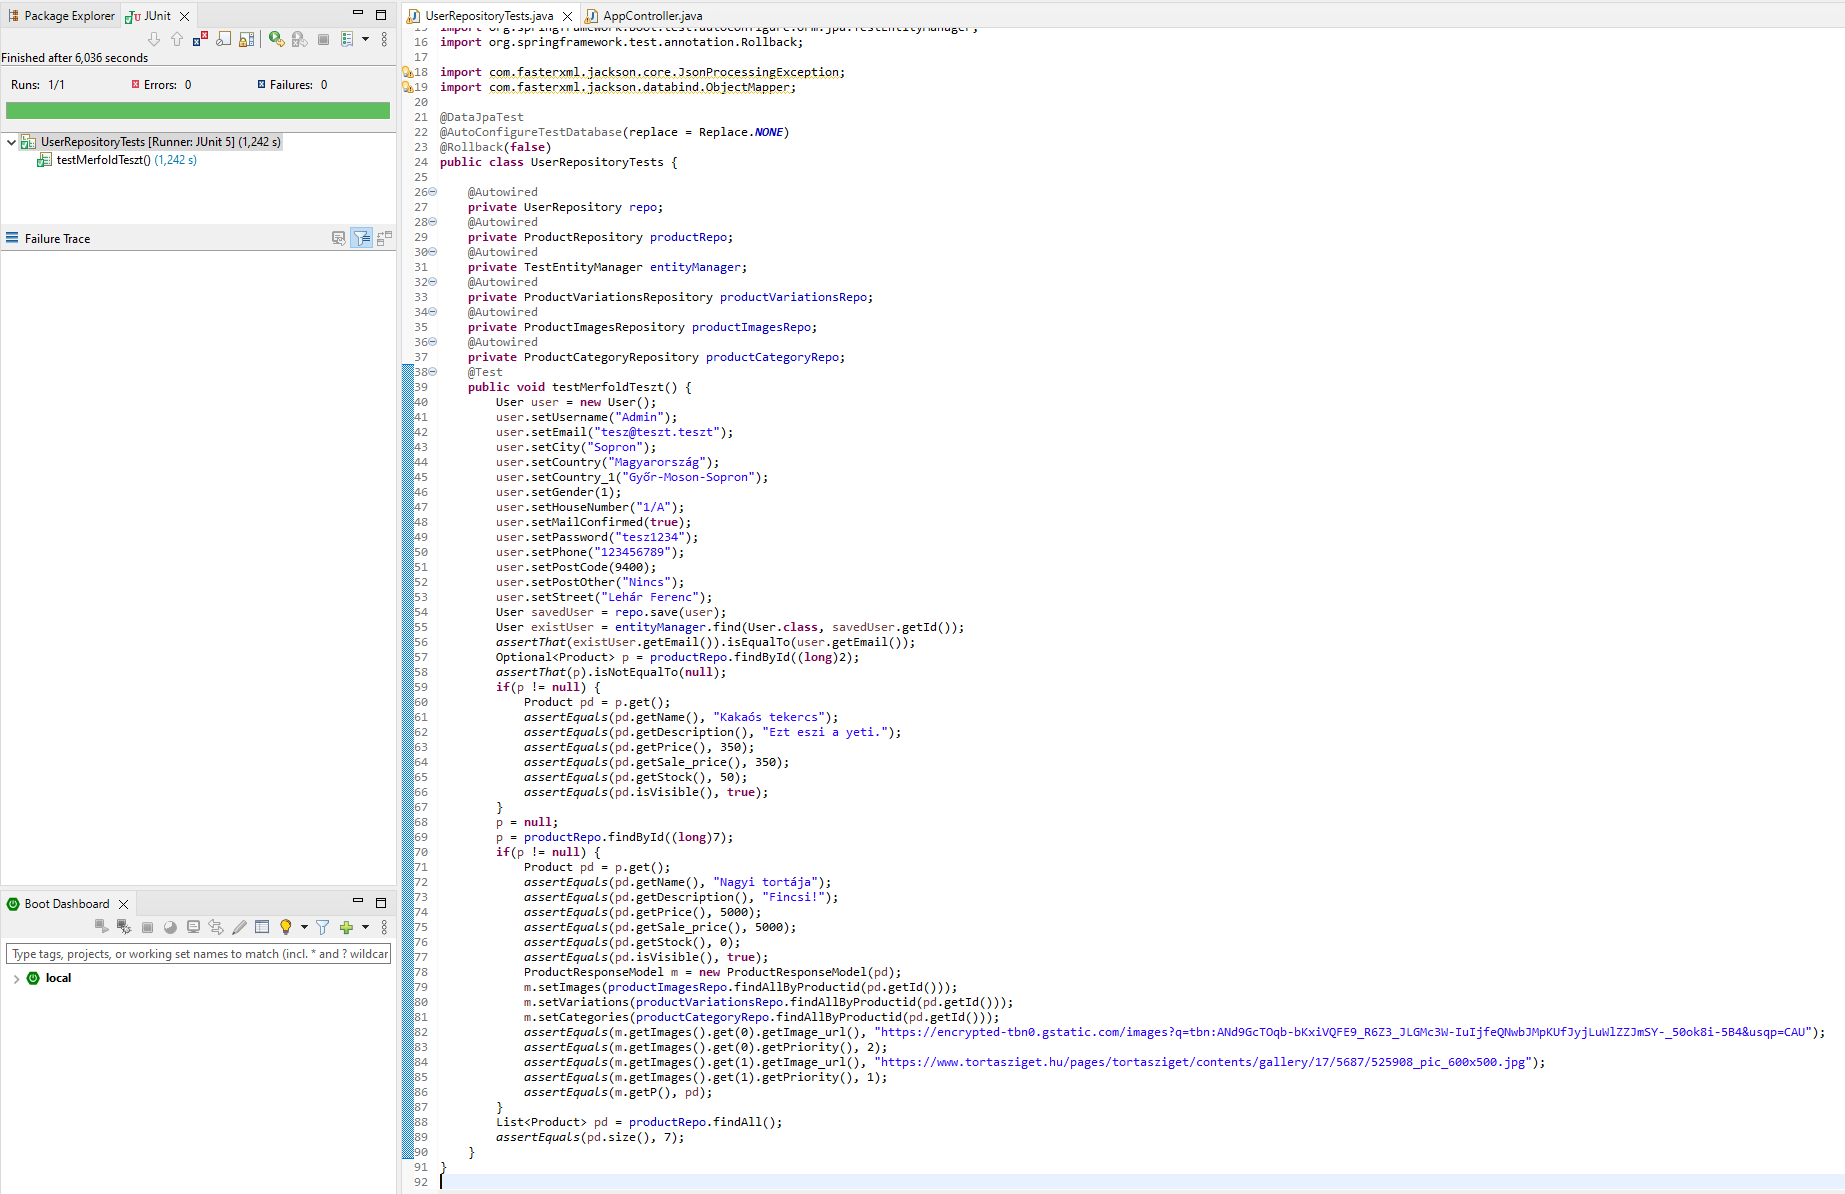 Package Explorer
JUnit
Finished after 6,036 seconds
Runs: 1/1
Errors: 0
Failures: 0
UserRepositoryTests [Runner: JUnit 5] (1,242 s)
testMerfoldTeszt() (1,242 s)
Failure Trace
Boot Dashboard
Type tags, projects, or working set names to match (incl. * and ? wildcar
local
UserRepositoryTests.java
AppController.java
15 import org.springframework.boot.test.autoconfigure.orm.jpa.TestEntityManager;
16 import org.springframework.test.annotation.Rollback;
17
18 import com.fasterxml.jackson.core.JsonProcessingException;
19 import com.fasterxml.jackson.databind.ObjectMapper;
20
21 @DataJpaTest
22 @AutoConfigureTestDatabase(replace = Replace.NONE)
23 @Rollback(false)
24 public class UserRepositoryTests {
25
26 @Autowired
27 private UserRepository repo;
28 @Autowired
29 private ProductRepository productRepo;
30 @Autowired
31 private TestEntityManager entityManager;
32 @Autowired
33 private ProductVariationsRepository productVariationsRepo;
34 @Autowired
35 private ProductImagesRepository productImagesRepo;
36 @Autowired
37 private ProductCategoryRepository productCategoryRepo;
38 @Test
39 public void testMerfoldTeszt() {
40 User user = new User();
41 user.setUsername("Admin");
42 user.setEmail("tesz@teszt.teszt");
43 user.setCity("Sopron");
44 user.setCountry("Magyarország");
45 user.setCountry_1("Győr-Moson-Sopron");
46 user.setGender(1);
47 user.setHouseNumber("1/A");
48 user.setMailConfirmed(true);
49 user.setPassword("tesz1234");
50 user.setPhone("123456789");
51 user.setPostCode(9400);
52 user.setPostOther("Nincs");
53 user.setStreet("Lehár Ferenc");
54 User savedUser = repo.save(user);
55 User existUser = entityManager.find(User.class, savedUser.getId());
56 assertThat(existUser.getEmail()).isEqualTo(user.getEmail());
57 Optional<Product> p = productRepo.findById((long)2);
58 assertThat(p).isNotEqualTo(null);
59 if(p != null) {
60 Product pd = p.get();
61 assertEquals(pd.getName(), "Kakaós tekercs");
62 assertEquals(pd.getDescription(), "Ezt eszi a yeti.");
63 assertEquals(pd.getPrice(), 350);
64 assertEquals(pd.getSale_price(), 350);
65 assertEquals(pd.getStock(), 50);
66 assertEquals(pd.isVisible(), true);
67 }
68 p = null;
69 p = productRepo.findById((long)7);
70 if(p != null) {
71 Product pd = p.get();
72 assertEquals(pd.getName(), "Nagyi tortája");
73 assertEquals(pd.getDescription(), "Fincsi!");
74 assertEquals(pd.getPrice(), 5000);
75 assertEquals(pd.getSale_price(), 5000);
76 assertEquals(pd.getStock(), 0);
77 assertEquals(pd.isVisible(), true);
78 ProductResponseModel m = new ProductResponseModel(pd);
79 m.setImages(productImagesRepo.findAllByProductid(pd.getId()));
80 m.setVariations(productVariationsRepo.findAllByProductid(pd.getId()));
81 m.setCategories(productCategoryRepo.findAllByProductid(pd.getId()));
82 assertEquals(m.getImages().get(0).getImage_url(), "https://encrypted-tbn0.gstatic.com/images?q=tbn:ANd9GcTOqb-bKxiVQFE9_R6Z3_JLGMc3W-IuIjfeQNwbJMpKUfJyjLuWlZZJmSY-_50ok8i-5B4&usqp=CAU");
83 assertEquals(m.getImages().get(0).getPriority(), 2);
84 assertEquals(m.getImages().get(1).getImage_url(), "https://www.tortasziget.hu/pages/tortasziget/contents/gallery/17/5687/525908_pic_600x500.jpg");
85 assertEquals(m.getImages().get(1).getPriority(), 1);
86 assertEquals(m.getP(), pd);
87 }
88 List<Product> pd = productRepo.findAll();
89 assertEquals(pd.size(), 7);
90 }
91 }
92